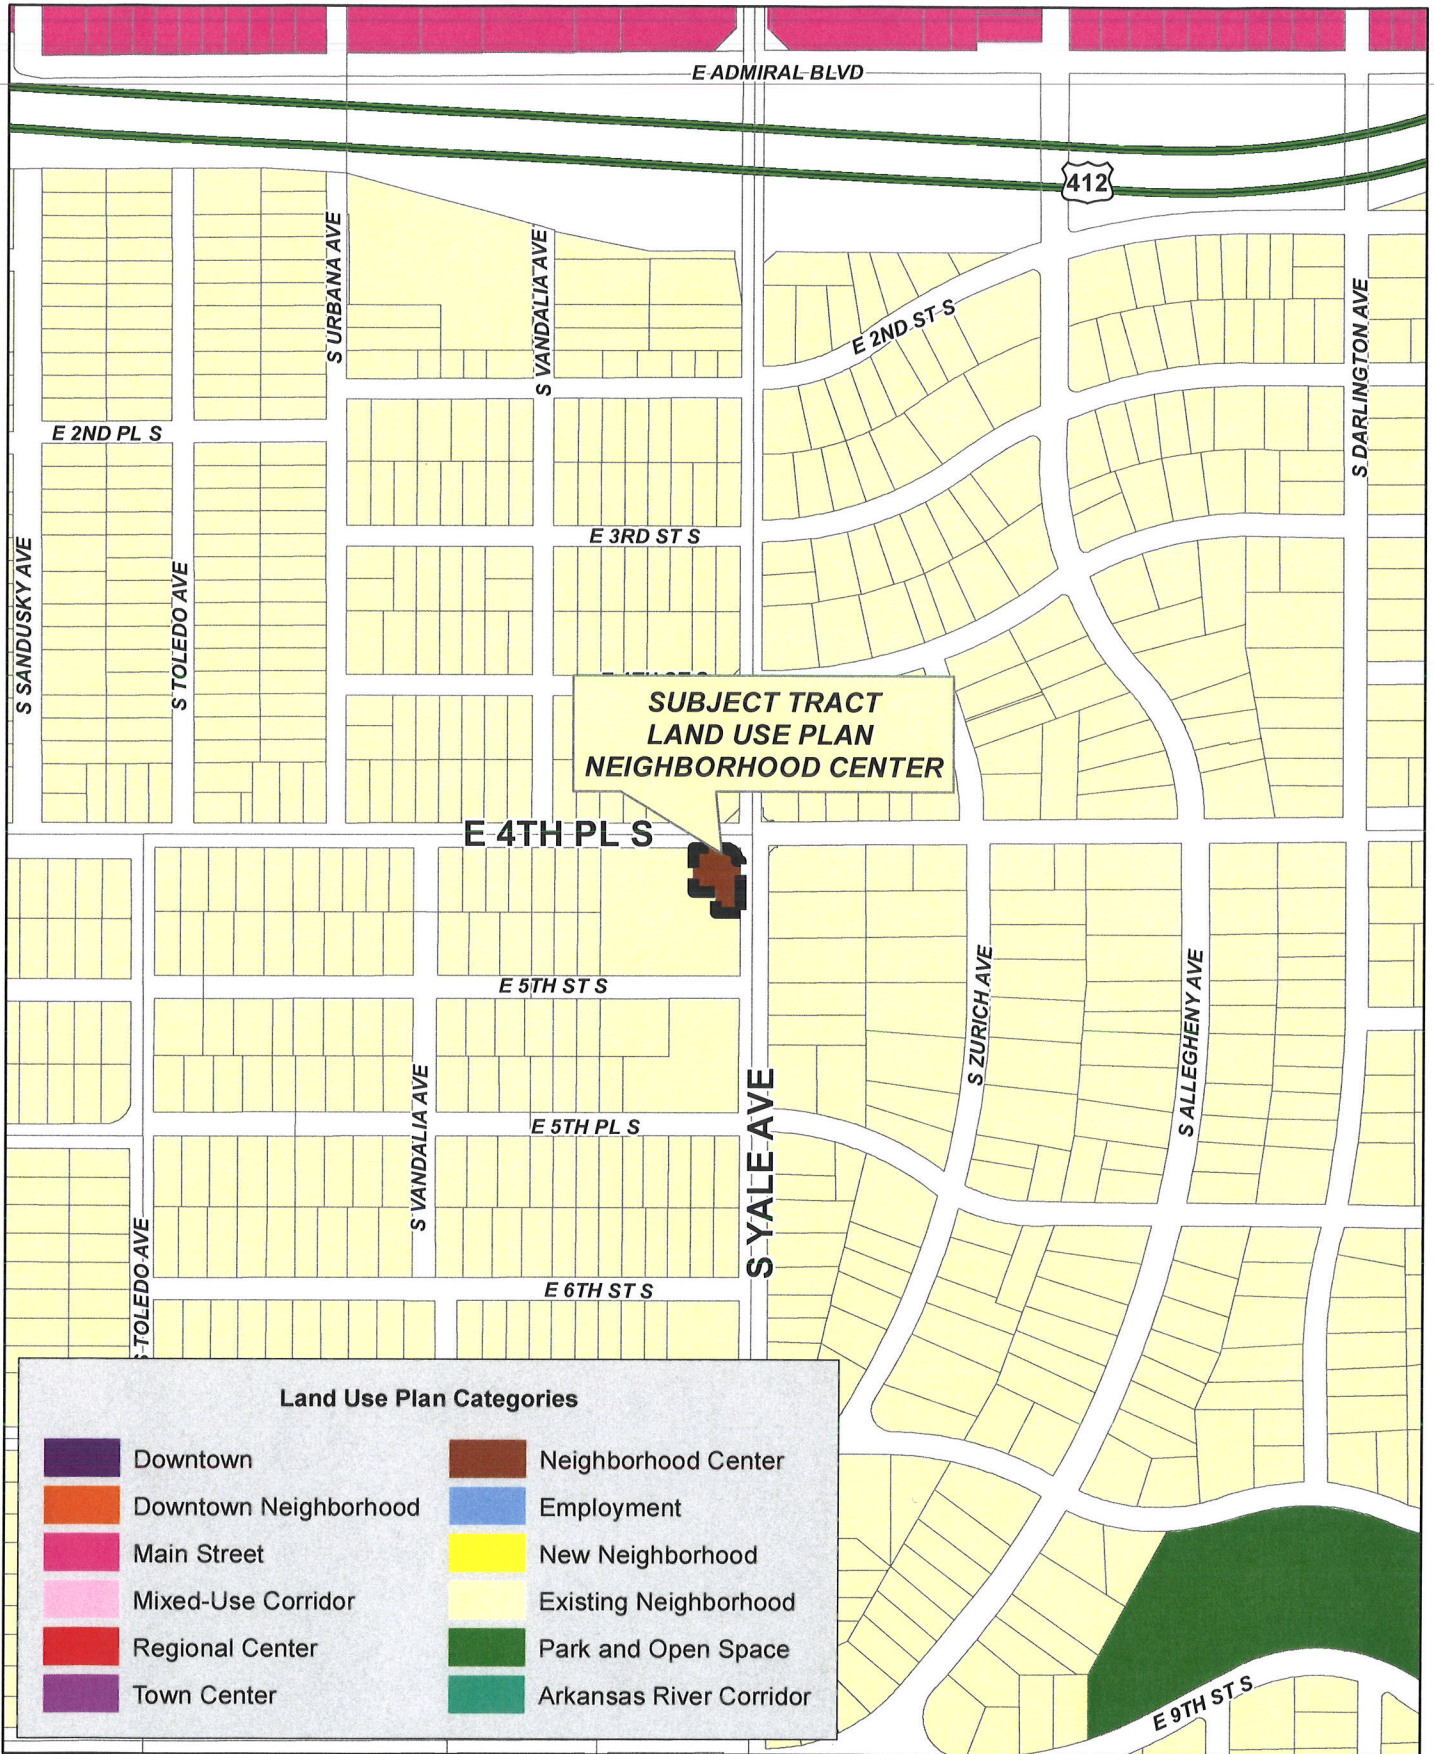 E ADMIRAL BLVD
412
S URBANA AVE
S VANDALIA AVE
E 2ND ST S
S DARLINGTON AVE
E 2ND PL S
E 3RD ST S
S SANDUSKY AVE
S TOLEDO AVE
SUBJECT TRACT
LAND USE PLAN
NEIGHBORHOOD CENTER
E 4TH PL S
E 5TH ST S
S ZURICH AVE
S ALLEGHENY AVE
S VANDALIA AVE
E 5TH PL S
S YALE AVE
S TOLEDO AVE
E 6TH ST S
Land Use Plan Categories
Downtown
Downtown Neighborhood
Main Street
Mixed-Use Corridor
Regional Center
Town Center
Neighborhood Center
Employment
New Neighborhood
Existing Neighborhood
Park and Open Space
Arkansas River Corridor
E 9TH ST S